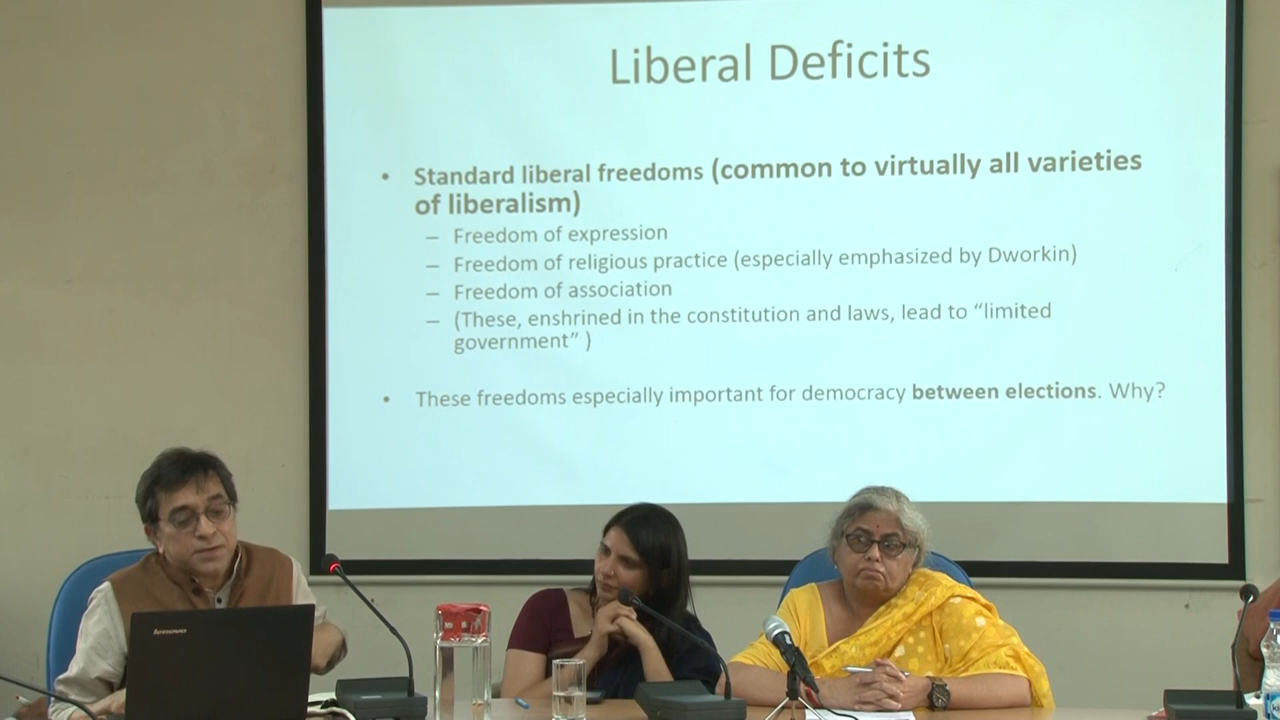 Liberal Deficits
• Standard liberal freedoms (common to virtually all varieties
of liberalism)
– Freedom of expression
– Freedom of religious practice (especially emphasized by Dworkin)
– Freedom of association
– (These, enshrined in the constitution and laws, lead to “limited
government” )
• These freedoms especially important for democracy between elections. Why?
lenovo